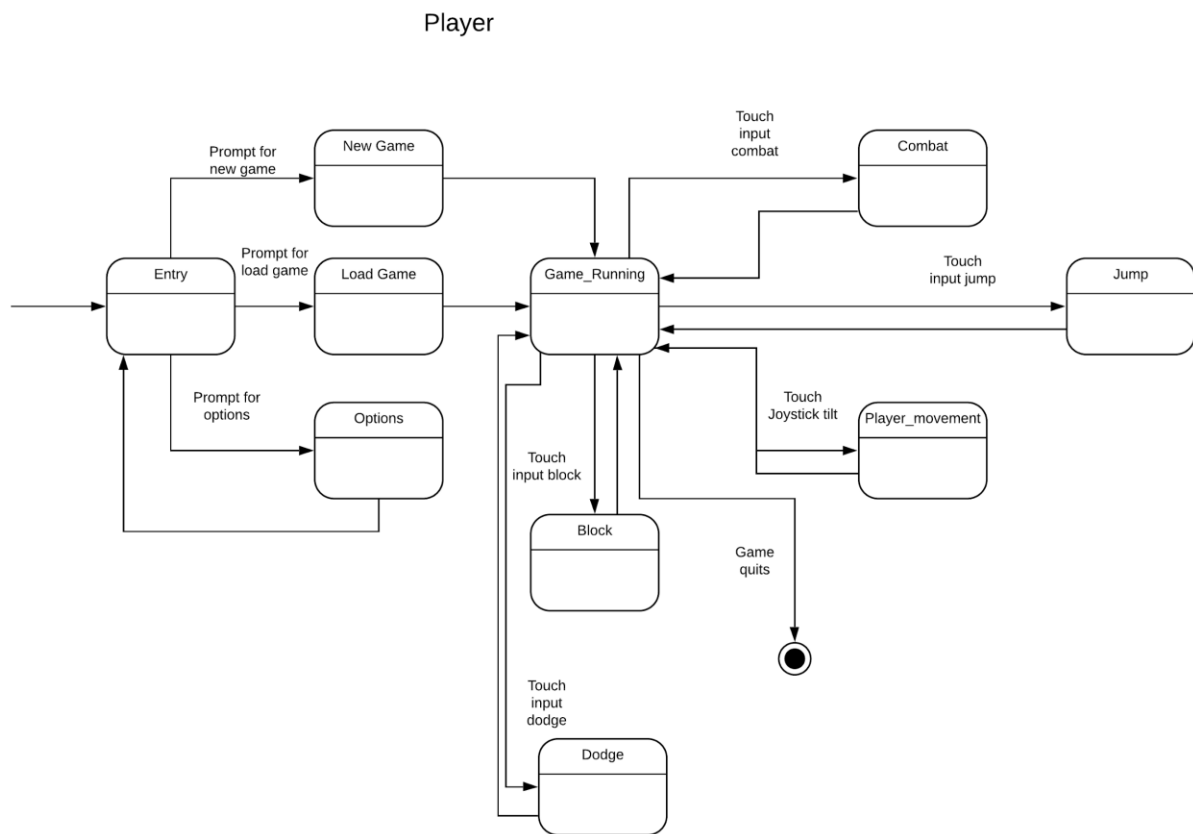 Player
Touch
input
combat
New Game
Combat
Prompt for
new game
Prompt for
load game
Touch
input jump
Entry
Load Game
Game_Running
Jump
Prompt for
options
Options
Touch
Joystick tilt
Player_movement
Touch
input block
Block
Game
quits
Touch
input
dodge
Dodge